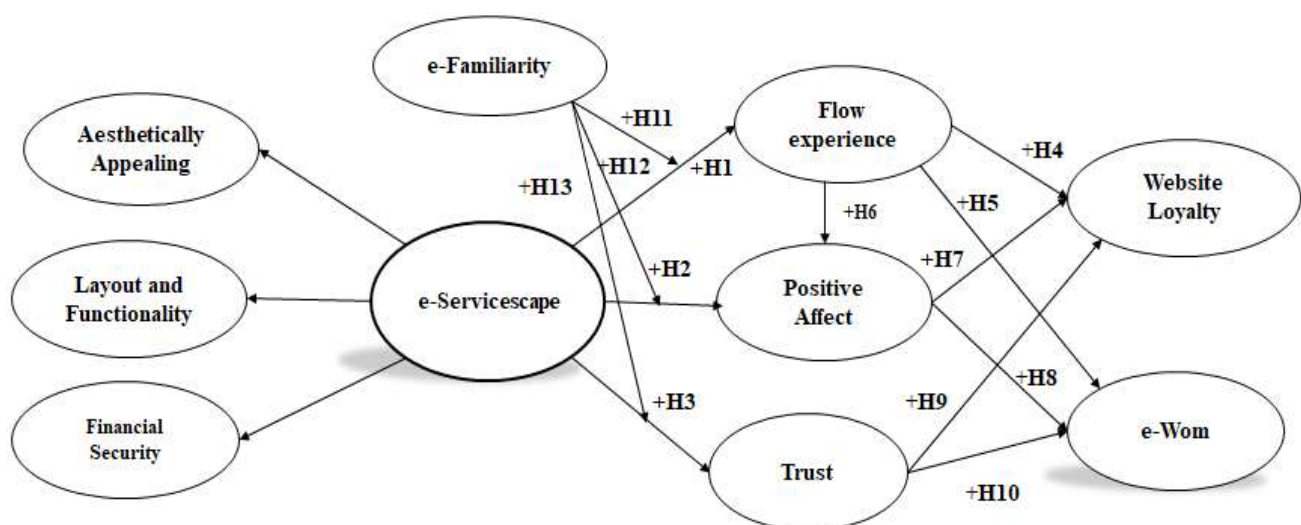 e-Familiarity
Aesthetically
Appealing
Flow
experience
Website
Loyalty
+H11
+H12
+H13
+H1
+H4
+H5
+H6
Layout and
Functionality
e-Servicescape
+H2
Positive
Affect
+H7
Financial
Security
+H3
Trust
+H8
+H9
+H10
e-Wom